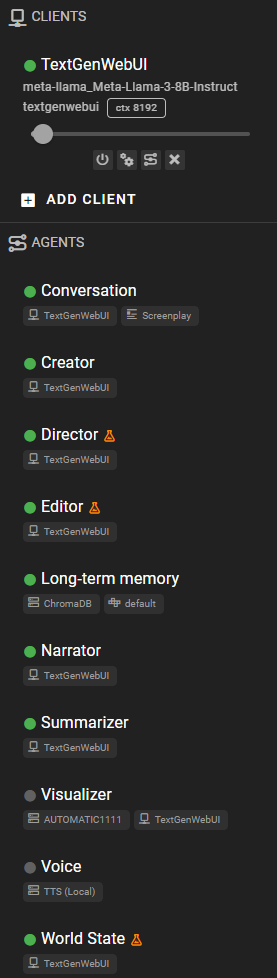 CLIENTS
TextGenWebUI
meta-llama_Meta-Llama-3-8B-Instruct
textgenwebui ctx 8192
ADD CLIENT
AGENTS
Conversation
TextGenWebUI Screenplay
Creator
TextGenWebUI
Director
TextGenWebUI
Editor
TextGenWebUI
Long-term memory
ChromaDB default
Narrator
TextGenWebUI
Summarizer
TextGenWebUI
Visualizer
AUTOMATIC1111 TextGenWebUI
Voice
TTS (Local)
World State
TextGenWebUI